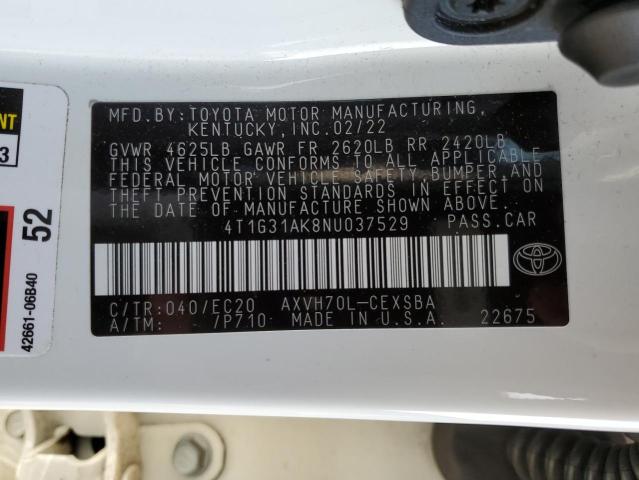 MFD.BY: TOYOTA MOTOR MANUFACTURING,
KENTUCKY, INC. 02/22
GVWR 4625LB GAWR FR 2620LB RR 2420LB
THIS VEHICLE CONFORMS TO ALL APPLICABLE
FEDERAL MOTOR VEHICLE SAFETY, BUMPER, AND
THEFT PREVENTION STANDARDS IN EFFECT ON
THE DATE OF MANUFACTURE SHOWN ABOVE.
4T1G31AK8NU037529 PASS.CAR
C/TR:040/EC20 AXVH70L-CEXSBA
A/TM: /P710 MADE IN U.S.A. 22675
52
42661-06B40
3